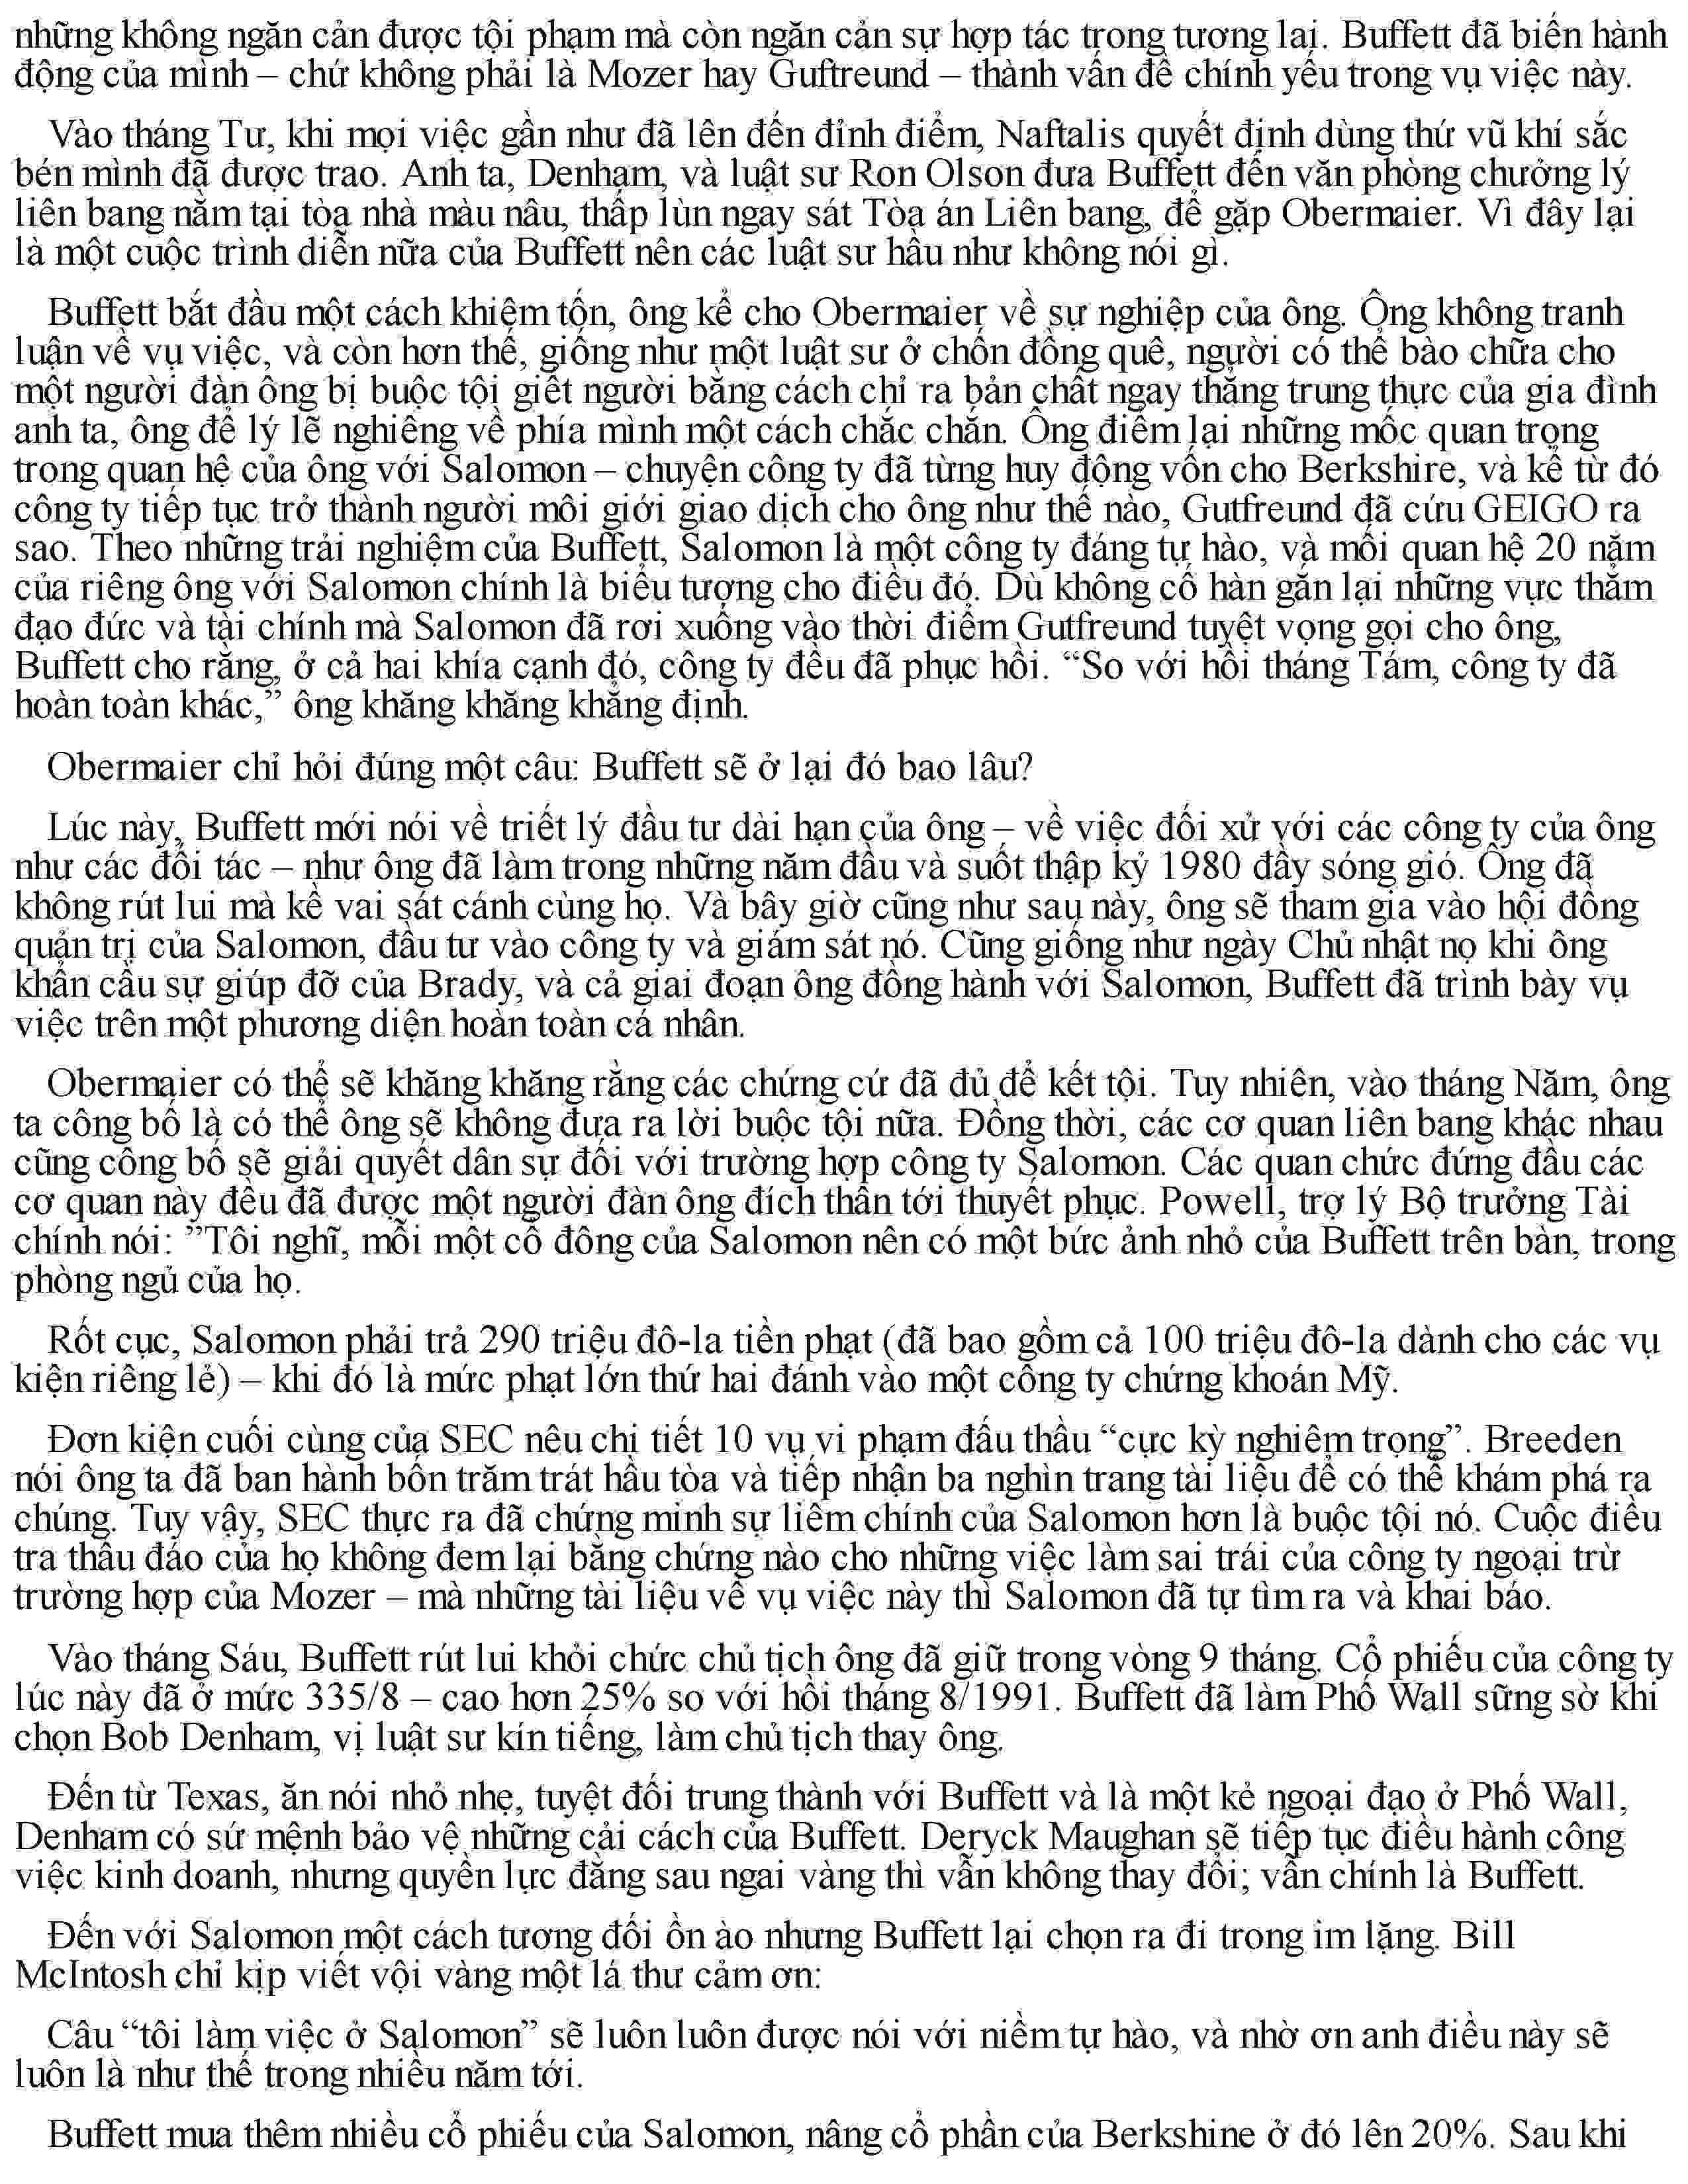 những không ngăn cản được tội phạm mà còn ngăn cản sự hợp tác trong tương lai. Buffett đã biến hành
động của mình – chứ không phải là Mozer hay Guftreund – thành vấn đề chính yếu trong vụ việc này.
Vào tháng Tư, khi mọi việc gần như đã lên đến đỉnh điểm, Naftalis quyết định dùng thứ vũ khí sắc
bén mình đã được trao. Anh ta, Denham, và luật sư Ron Olson đưa Buffett đến văn phòng chưởng lý
liên bang nằm tại tòa nhà màu nâu, thấp lùn ngay sát Tòa án Liên bang, để gặp Obermaier. Vì đây lại
là một cuộc trình diễn nữa của Buffett nên các luật sư hầu như không nói gì.
Buffett bắt đầu một cách khiêm tốn, ông kể cho Obermaier về sự nghiệp của ông. Ông không tranh
luận về vụ việc, và còn hơn thế, giống như một luật sư ở chốn đồng quê, người có thể bào chữa cho
một người đàn ông bị buộc tội giết người bằng cách chỉ ra bản chất ngay thẳng trung thực của gia đình
anh ta, ông để lý lẽ nghiêng về phía mình một cách chắc chắn. Ông điểm lại những mốc quan trọng
trong quan hệ của ông với Salomon – chuyện công ty đã từng huy động vốn cho Berkshire, và kể từ đó
công ty tiếp tục trở thành người môi giới giao dịch cho ông như thế nào, Gutfreund đã cứu GEIGO ra
sao. Theo những trải nghiệm của Buffett, Salomon là một công ty đáng tự hào, và mối quan hệ 20 năm
của riêng ông với Salomon chính là biểu tượng cho điều đó. Dù không cố hàn gắn lại những vực thẳm
đạo đức và tài chính mà Salomon đã rơi xuống vào thời điểm Gutfreund tuyệt vọng gọi cho ông,
Buffett cho rằng, ở cả hai khía cạnh đó, công ty đều đã phục hồi. “So với hồi tháng Tám, công ty đã
hoàn toàn khác,” ông khăng khăng khẳng định.
Obermaier chỉ hỏi đúng một câu: Buffett sẽ ở lại đó bao lâu?
Lúc này, Buffett mới nói về triết lý đầu tư dài hạn của ông – về việc đối xử với các công ty của ông
như các đối tác – như ông đã làm trong những năm đầu và suốt thập kỷ 1980 đầy sóng gió. Ông đã
không rút lui mà kề vai sát cánh cùng họ. Và bây giờ cũng như sau này, ông sẽ tham gia vào hội đồng
quản trị của Salomon, đầu tư vào công ty và giám sát nó. Cũng giống như ngày Chủ nhật nọ khi ông
khẩn cầu sự giúp đỡ của Brady, và cả giai đoạn ông đồng hành với Salomon, Buffett đã trình bày vụ
việc trên một phương diện hoàn toàn cá nhân.
Obermaier có thể sẽ khăng khăng rằng các chứng cứ đã đủ để kết tội. Tuy nhiên, vào tháng Năm, ông
ta công bố là có thể ông sẽ không đưa ra lời buộc tội nữa. Đồng thời, các cơ quan liên bang khác nhau
cũng công bố sẽ giải quyết dân sự đối với trường hợp công ty Salomon. Các quan chức đứng đầu các
cơ quan này đều đã được một người đàn ông đích thân tới thuyết phục. Powell, trợ lý Bộ trưởng Tài
chính nói: ”Tôi nghĩ, mỗi một cổ đông của Salomon nên có một bức ảnh nhỏ của Buffett trên bàn, trong
phòng ngủ của họ.
Rốt cục, Salomon phải trả 290 triệu đô-la tiền phạt (đã bao gồm cả 100 triệu đô-la dành cho các vụ
kiện riêng lẻ) – khi đó là mức phạt lớn thứ hai đánh vào một công ty chứng khoán Mỹ.
Đơn kiện cuối cùng của SEC nêu chi tiết 10 vụ vi phạm đấu thầu “cực kỳ nghiêm trọng”. Breeden
nói ông ta đã ban hành bốn trăm trát hầu tòa và tiếp nhận ba nghìn trang tài liệu để có thể khám phá ra
chúng. Tuy vậy, SEC thực ra đã chứng minh sự liêm chính của Salomon hơn là buộc tội nó. Cuộc điều
tra thấu đáo của họ không đem lại bằng chứng nào cho những việc làm sai trái của công ty ngoại trừ
trường hợp của Mozer – mà những tài liệu về vụ việc này thì Salomon đã tự tìm ra và khai báo.
Vào tháng Sáu, Buffett rút lui khỏi chức chủ tịch ông đã giữ trong vòng 9 tháng. Cổ phiếu của công ty
lúc này đã ở mức 335/8 – cao hơn 25% so với hồi tháng 8/1991. Buffett đã làm Phố Wall sững sờ khi
chọn Bob Denham, vị luật sư kín tiếng, làm chủ tịch thay ông.
Đến từ Texas, ăn nói nhỏ nhẹ, tuyệt đối trung thành với Buffett và là một kẻ ngoại đạo ở Phố Wall,
Denham có sứ mệnh bảo vệ những cải cách của Buffett. Deryck Maughan sẽ tiếp tục điều hành công
việc kinh doanh, nhưng quyền lực đằng sau ngai vàng thì vẫn không thay đổi; vẫn chính là Buffett.
Đến với Salomon một cách tương đối ồn ào nhưng Buffett lại chọn ra đi trong im lặng. Bill
McIntosh chỉ kịp viết vội vàng một lá thư cảm ơn:
Câu “tôi làm việc ở Salomon” sẽ luôn luôn được nói với niềm tự hào, và nhờ ơn anh điều này sẽ
luôn là như thế trong nhiều năm tới.
Buffett mua thêm nhiều cổ phiếu của Salomon, nâng cổ phần của Berkshine ở đó lên 20%. Sau khi